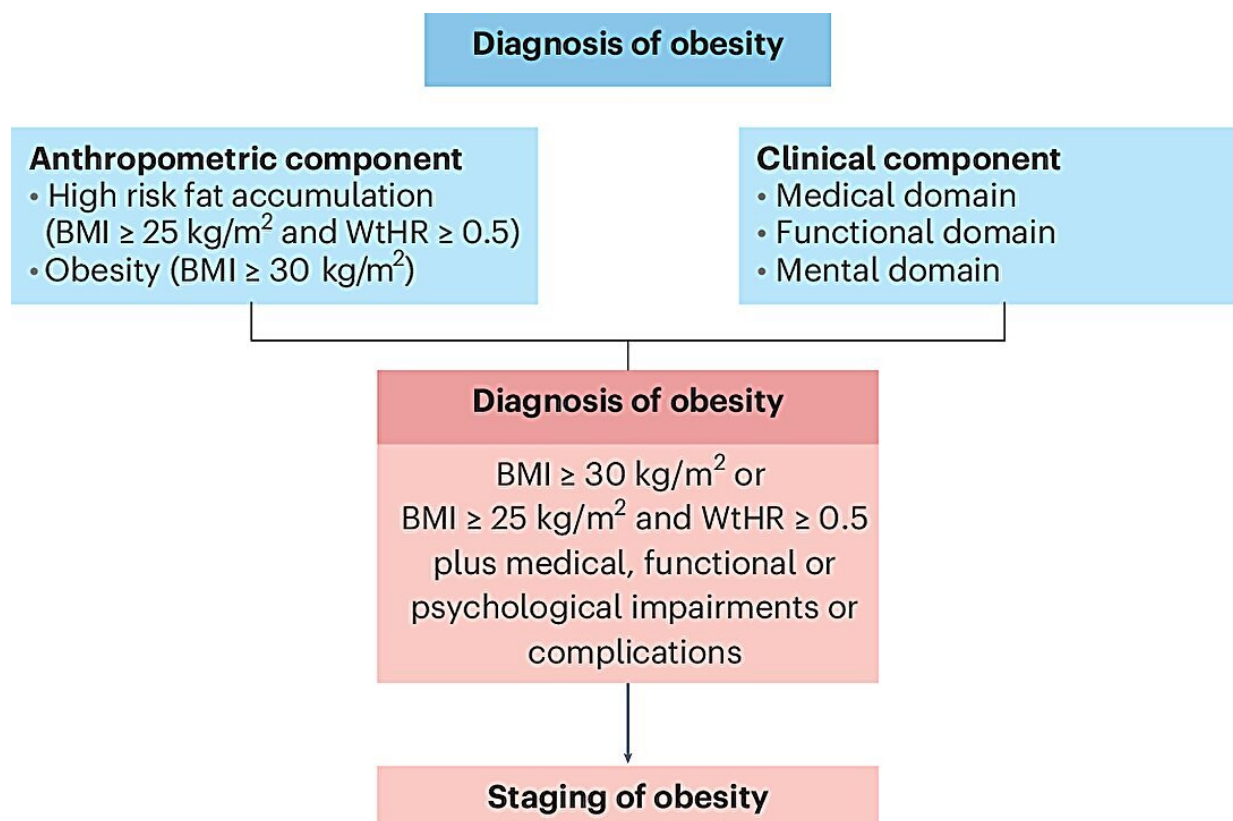 Diagnosis of obesity
Anthropometric component
• High risk fat accumulation
(BMI ≥ 25 kg/m² and WtHR ≥ 0.5)
• Obesity (BMI ≥ 30 kg/m²)
Clinical component
• Medical domain
• Functional domain
• Mental domain
Diagnosis of obesity
BMI ≥ 30 kg/m² or
BMI ≥ 25 kg/m² and WtHR ≥ 0.5
plus medical, functional or
psychological impairments or
complications
Staging of obesity